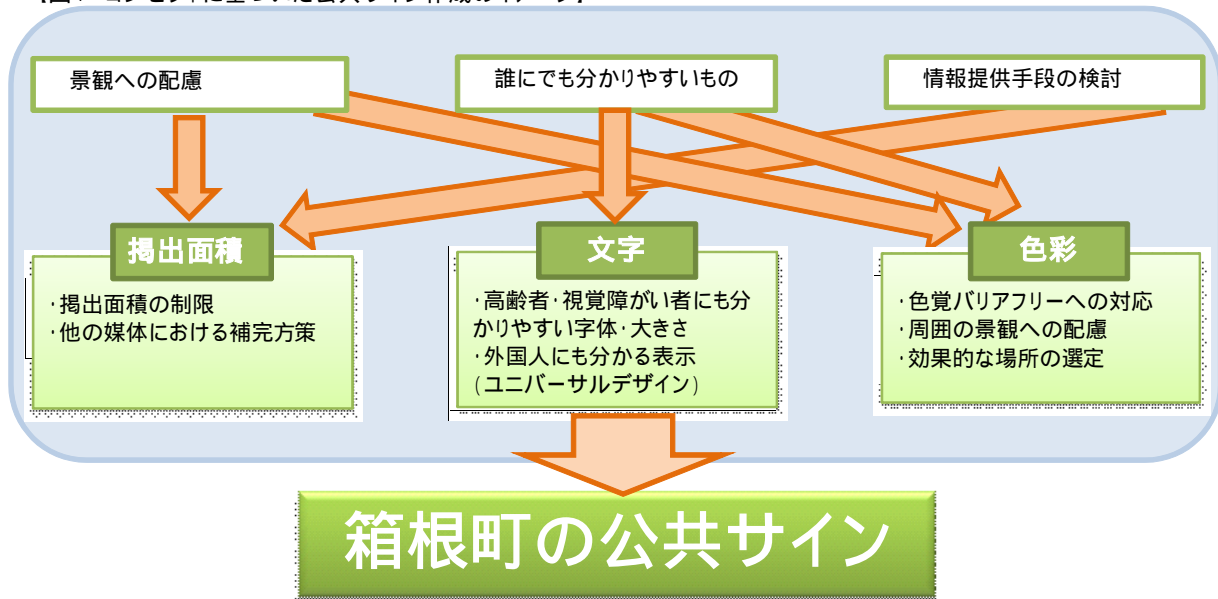 景観への配慮
誰にでも分かりやすいもの
情報提供手段の検討
掲出面積
・掲出面積の制限
・他の媒体における補完方策
文字
・高齢者・視覚障がい者にも分
かりやすい字体・大きさ
・外国人にも分かる表示
(ユニバーサルデザイン)
色彩
・色覚バリアフリーへの対応
・周囲の景観への配慮
・効果的な場所の選定
箱根町の公共サイン